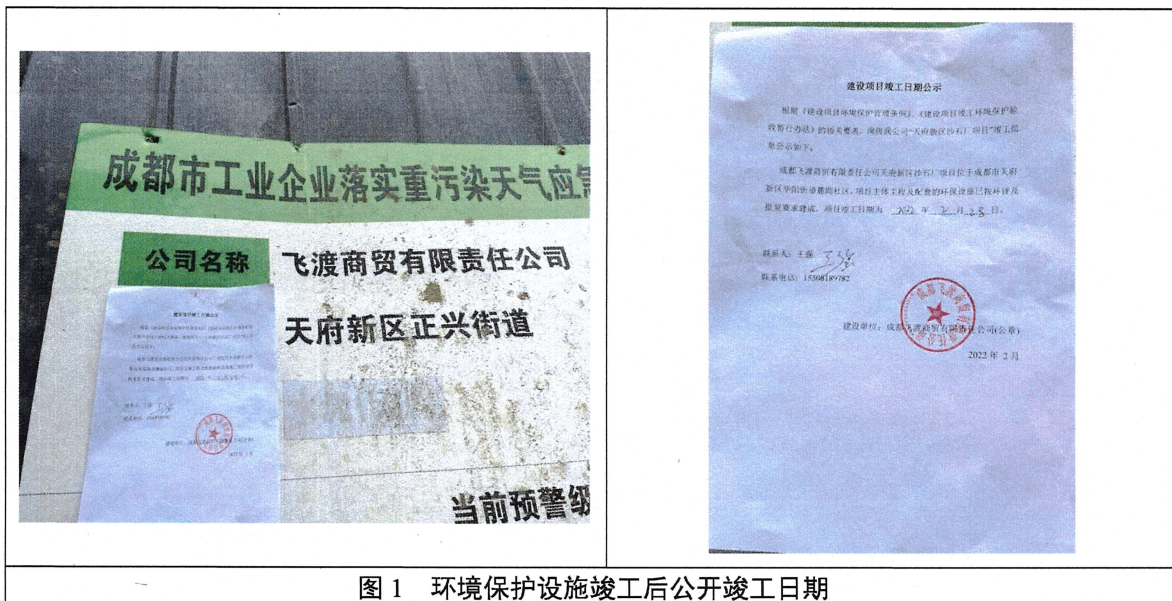 成都市工业企业落实重污染天气应急
公司名称
飞渡商贸有限责任公司
天府新区正兴街道
当前预警级
建设项目竣工日期公示
根据《建设项目环境保护管理条例》、《建设项目竣工环境保护验
收暂行办法》的相关要求，现将我公司“天府新区沙石厂项目”竣工信
息公示如下：
成都飞渡商贸有限责任公司天府新区沙石厂项目位于成都市天府
新区华阳街道麓湖社区，项目主体工程及配套的环保设施已按环评及
批复要求建成，项目竣工日期为 2022 年 2 月 28 日。
联系人：王强
联系电话：15308189782
建设单位：成都飞渡商贸有限责任公司(公章)
2022 年 2 月
图 1 环境保护设施竣工后公开竣工日期